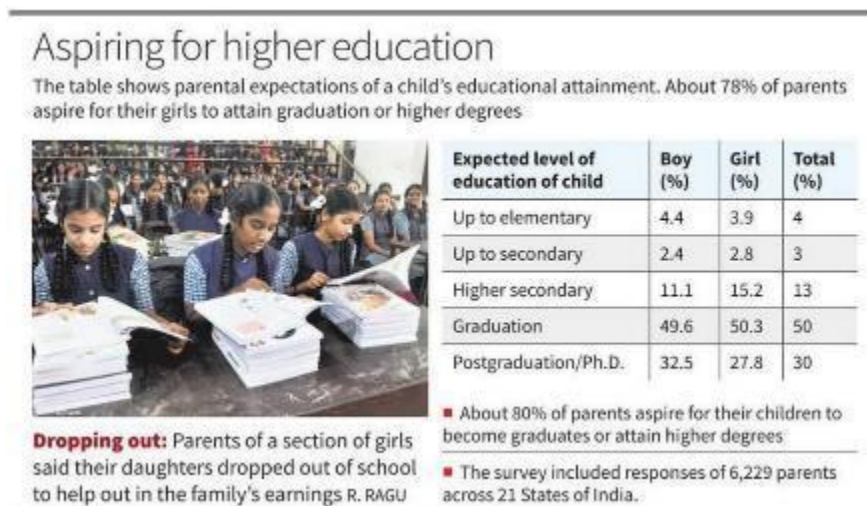 Aspiring for higher education
The table shows parental expectations of a child's educational attainment. About 78% of parents
aspire for their girls to attain graduation or higher degrees
Expected level of education of child Boy (%) Girl (%) Total (%)
Up to elementary 4.4 3.9 4
Up to secondary 2.4 2.8 3
Higher secondary 11.1 15.2 13
Graduation 49.6 50.3 50
Postgraduation/Ph.D. 32.5 27.8 30
Dropping out: Parents of a section of girls
said their daughters dropped out of school
to help out in the family's earnings R. RAGU
■ About 80% of parents aspire for their children to
become graduates or attain higher degrees
■ The survey included responses of 6,229 parents
across 21 States of India.